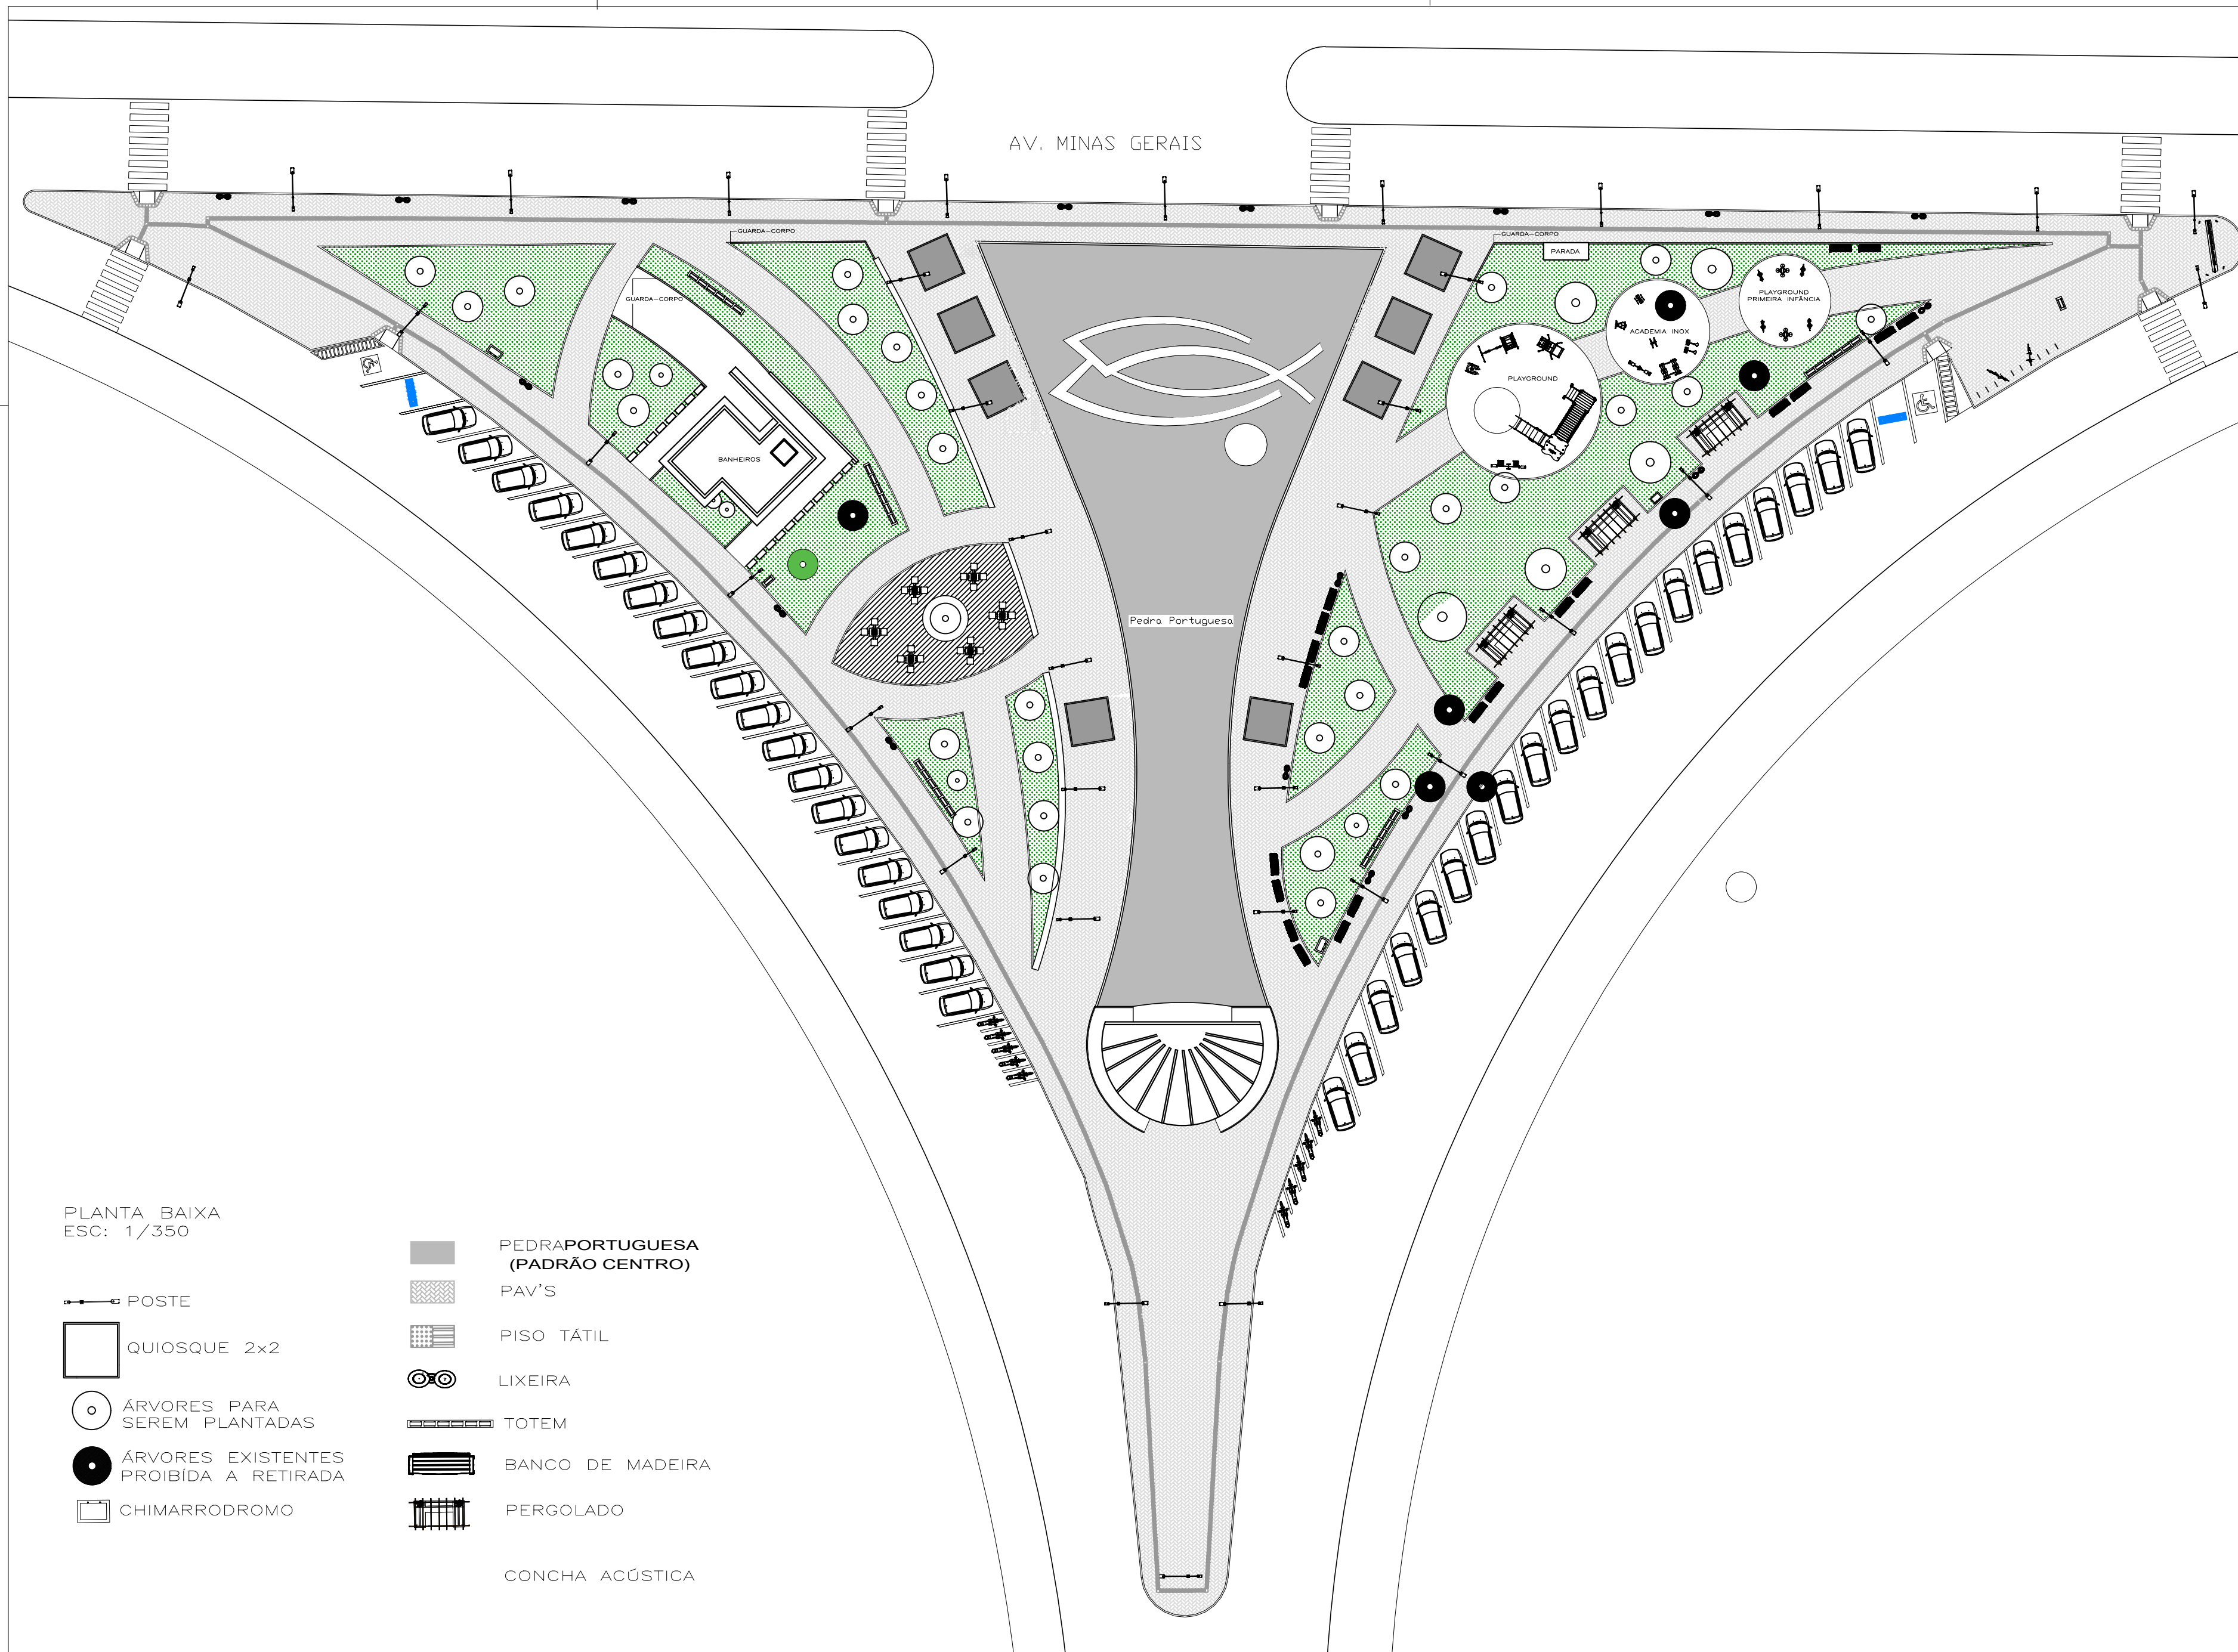 AV. MINAS GERAIS
GUARDA-CORPO
GUARDA-CORPO
GUARDA-CORPO
PARADA
PLAYGROUND
PRIMEIRA INFÂNCIA
ACADEMIA INOX
PLAYGROUND
BANHEIROS
Pedra Portuguesa
PLANTA BAIXA
ESC: 1/350
POSTE
QUIOSQUE 2x2
ÁRVORES PARA
SEREM PLANTADAS
ÁRVORES EXISTENTES
PROIBÍDA A RETIRADA
CHIMARRODROMO
PEDRAPORTUGUESA
(PADRÃO CENTRO)
PAV'S
PISO TÁTIL
LIXEIRA
TOTEM
BANCO DE MADEIRA
PERGOLADO
CONCHA ACÚSTICA